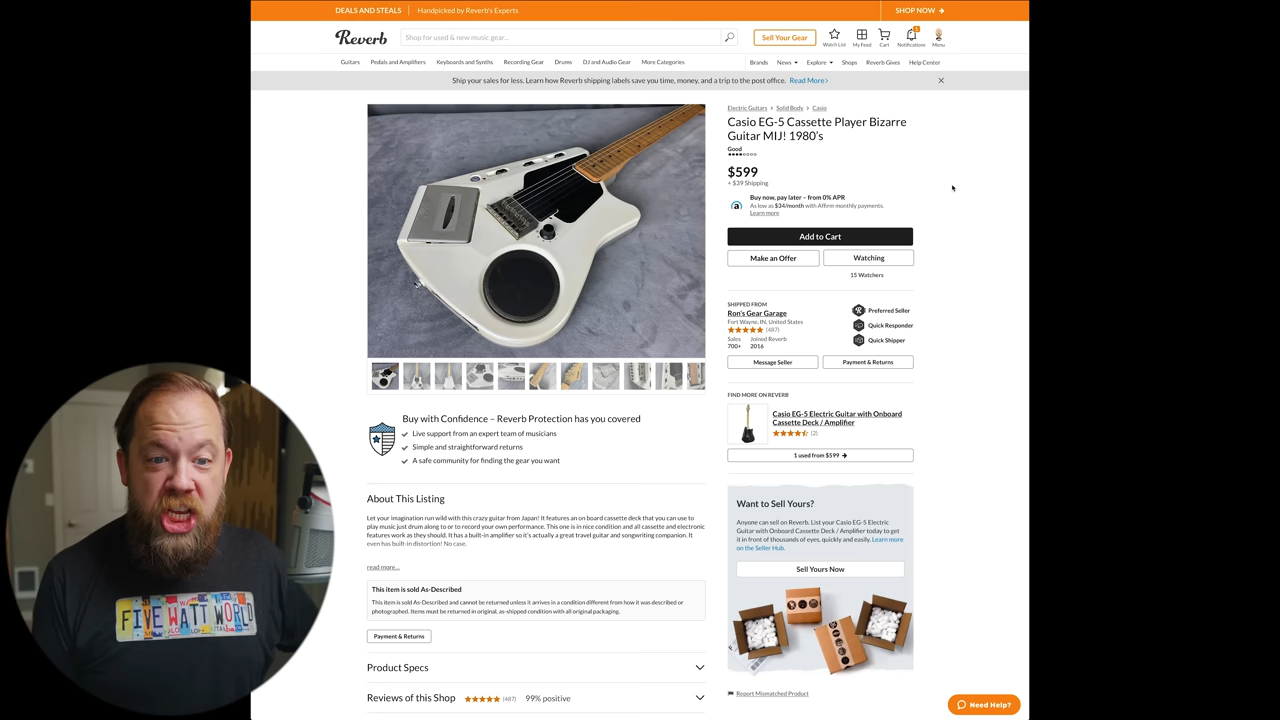 DEALS AND STEALS
Handpicked by Reverb's Experts
SHOP NOW →
Reverb
Shop for used & new music gear...
Sell Your Gear
Watch List
My Feed
Cart
Notifications
Menu
Guitars
Pedals and Amplifiers
Keyboards and Synths
Recording Gear
Drums
DJ and Audio Gear
More Categories
Brands
News
Explore
Shops
Reverb Gives
Help Center
Ship your sales for less. Learn how Reverb shipping labels save you time, money, and a trip to the post office. Read More>
Electric Guitars > Solid Body > Casio
Casio EG-5 Cassette Player Bizarre
Guitar MIJ! 1980's
Good
$599
+ $39 Shipping
Buy now, pay later – from 0% APR
As low as $34/month with Affirm monthly payments.
Learn more
Add to Cart
Make an Offer
Watching
15 Watchers
SHIPPED FROM
Ron's Gear Garage
Fort Wayne, IN, United States
(487)
Sales
700+
Joined Reverb
2016
Preferred Seller
Quick Responder
Quick Shipper
Message Seller
Payment & Returns
FIND MORE ON REVERB
Casio EG-5 Electric Guitar with Onboard
Cassette Deck / Amplifier
(2)
1 used from $599 →
Want to Sell Yours?
Anyone can sell on Reverb. List your Casio EG-5 Electric
Guitar with Onboard Cassette Deck / Amplifier today to get
it in front of thousands of eyes, quickly and easily. Learn more
on the Seller Hub.
Sell Yours Now
Report Mismatched Product
Buy with Confidence – Reverb Protection has you covered
Live support from an expert team of musicians
Simple and straightforward returns
A safe community for finding the gear you want
About This Listing
Let your imagination run wild with this crazy guitar from Japan! It features an on board cassette deck that you can use to
play music just drum along to or to record your own performance. This one is in nice condition and all cassette and electronic
features work as they should. It has a built-in amplifier so it's actually a great travel guitar and songwriting companion. It
even has built-in distortion! No case.
read more...
This item is sold As-Described
This item is sold As-Described and cannot be returned unless it arrives in a condition different from how it was described or
photographed. Items must be returned in original, as-shipped condition with all original packaging.
Payment & Returns
Product Specs
Reviews of this Shop
(487)
99% positive
Need Help?
FIVE WATT WORLD